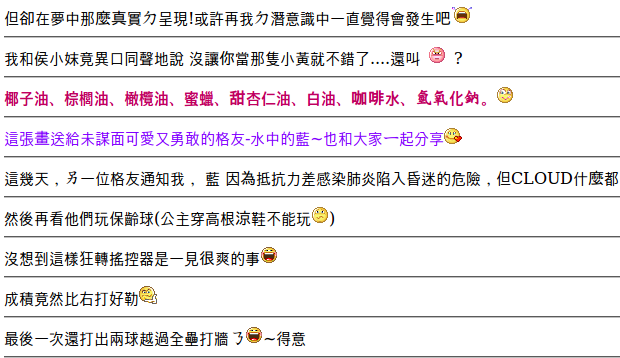 但卻在夢中那麼真實ㄉ呈現!或許再我ㄉ潛意識中一直覺得會發生吧
我和侯小妹竟異口同聲地說 沒讓你當那隻小黃就不錯了....還叫 ?
椰子油、棕櫚油、橄欖油、蜜蠟、甜杏仁油、白油、咖啡水、氫氧化鈉。
這張畫送給未謀面可愛又勇敢的格友-水中的藍~也和大家一起分享
這幾天，ㄌ一位格友通知我， 藍 因為抵抗力差感染肺炎陷入昏迷的危險，但CLOUD什麼都
然後再看他們玩保齡球(公主穿高根涼鞋不能玩)
沒想到這樣狂轉搖控器是一見很爽的事
成積竟然比右打好勒
最後一次還打出兩球越過全壘打牆ㄋ~得意